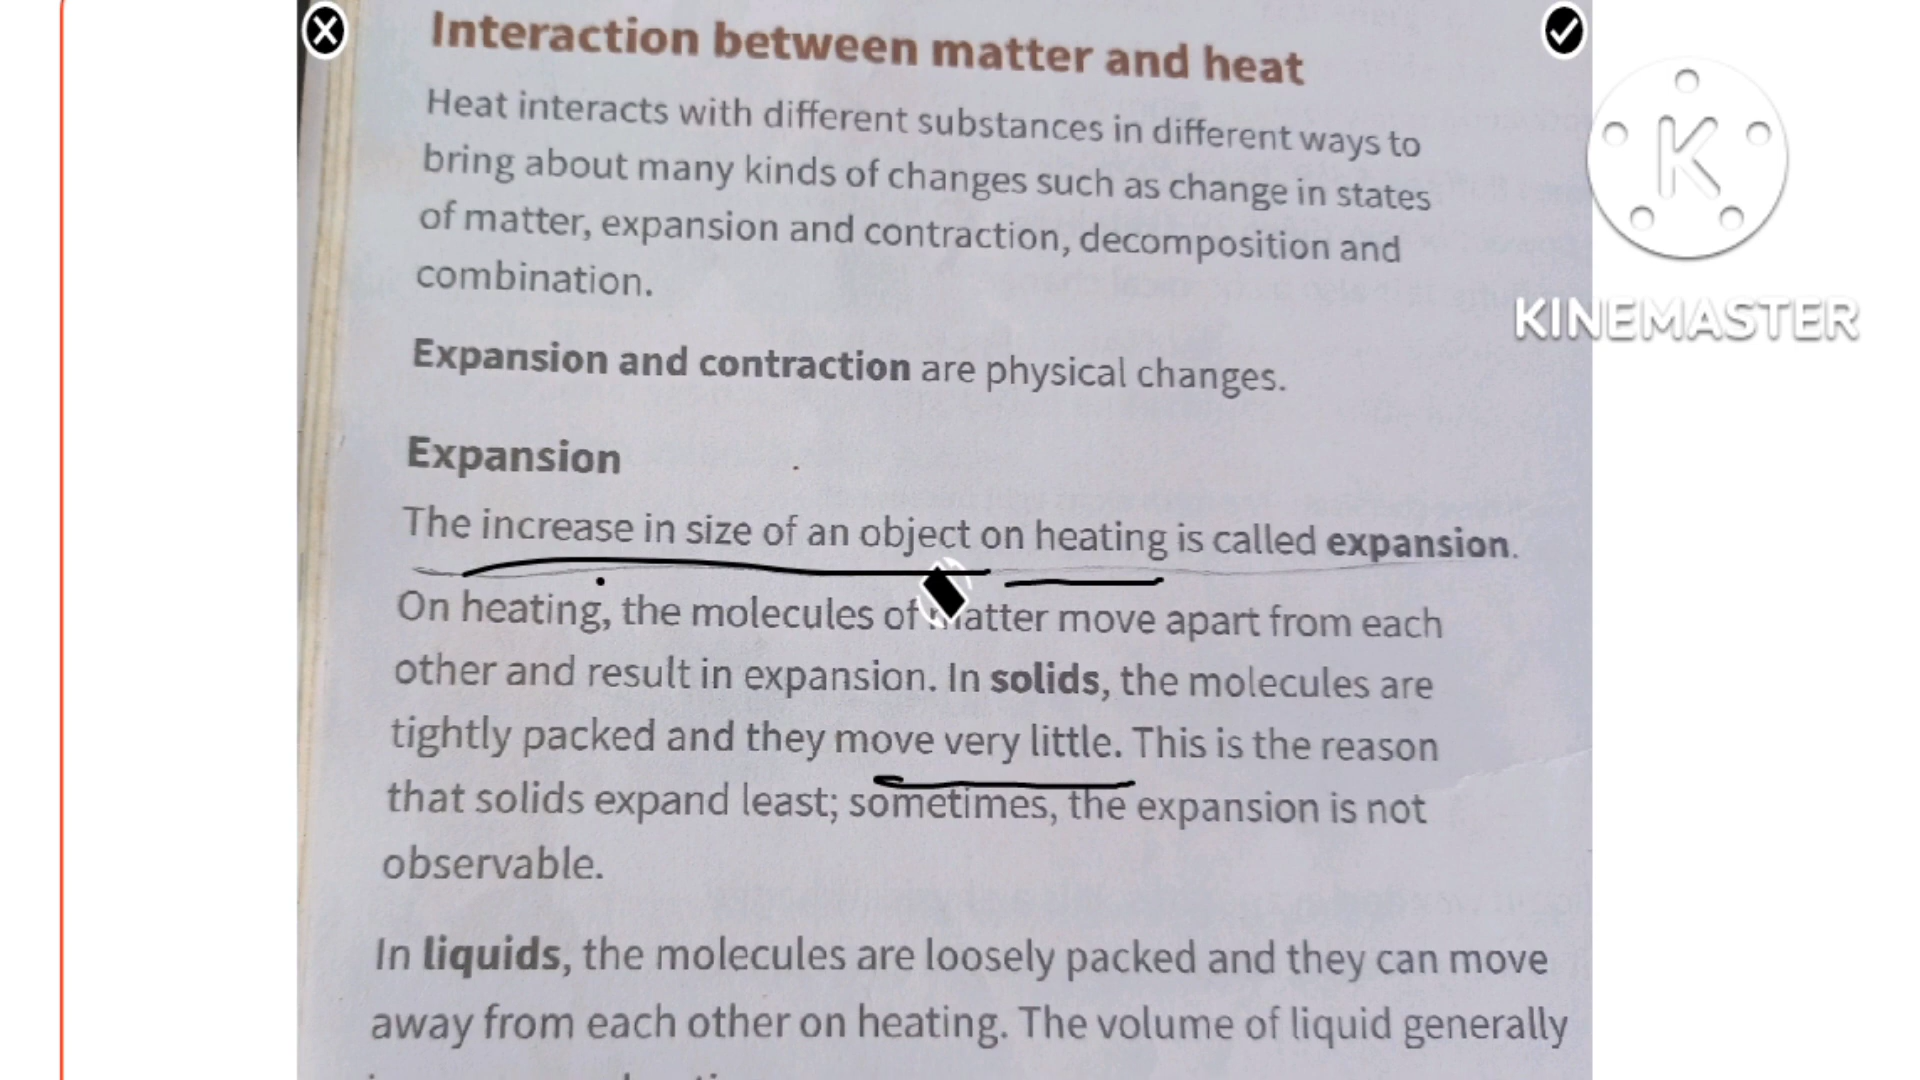 Interaction between matter and heat
Heat interacts with different substances in different ways to
bring about many kinds of changes such as change in states
of matter, expansion and contraction, decomposition and
combination.
Expansion and contraction are physical changes.
Expansion
The increase in size of an object on heating is called expansion.
On heating, the molecules of matter move apart from each
other and result in expansion. In solids, the molecules are
tightly packed and they move very little. This is the reason
that solids expand least; sometimes, the expansion is not
observable.
In liquids, the molecules are loosely packed and they can move
away from each other on heating. The volume of liquid generally
K
KINEMASTER